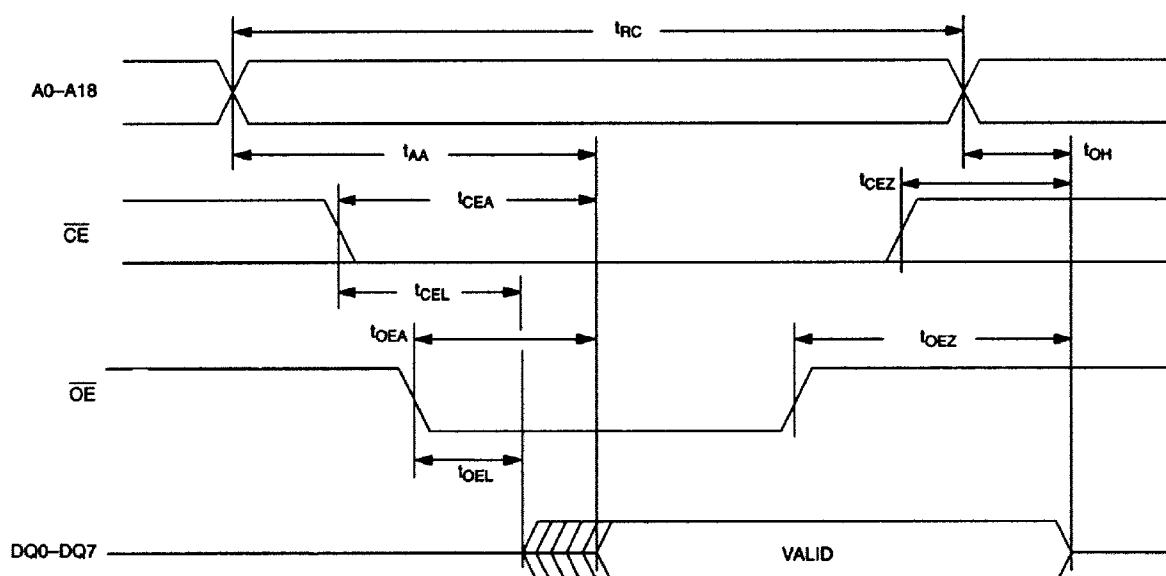 tRC
A0–A18
tAA
tOH
tCEZ
tCEA
CE
tCEL
tOEA
tOEZ
OE
tOEL
DQ0–DQ7
VALID